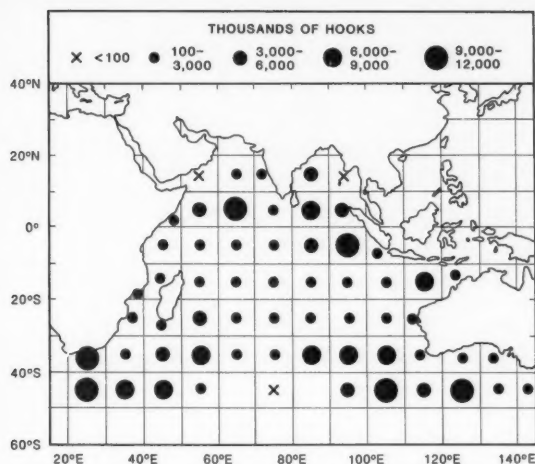 THOUSANDS OF HOOKS
× <100 100– 3,000– 6,000– 9,000–
3,000 6,000 9,000 12,000
40°N
20°N
0°
20°S
40°S
60°S
20°E 40°E 60°E 80°E 100°E 120°E 140°E